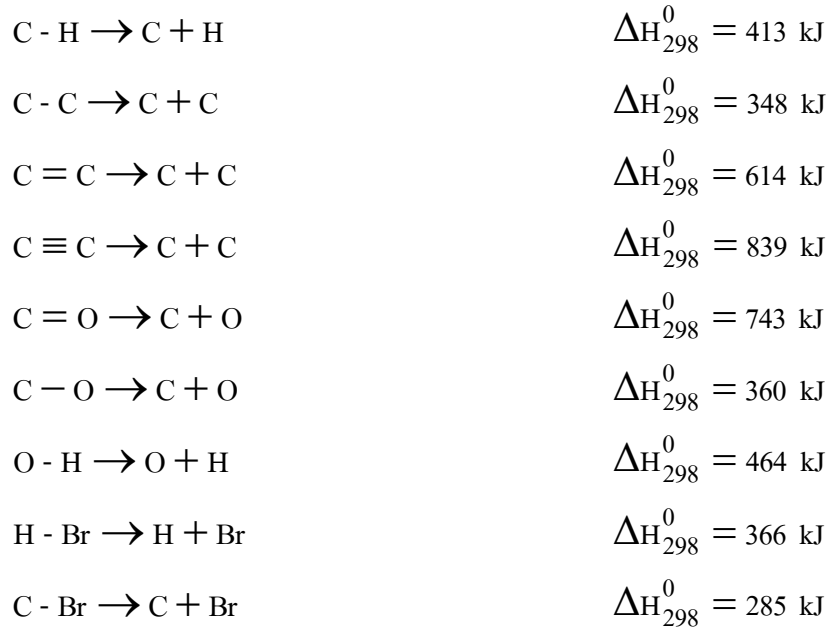 C - H → C + H ΔH⁰₂₉₈ = 413 kJ
C - C → C + C ΔH⁰₂₉₈ = 348 kJ
C = C → C + C ΔH⁰₂₉₈ = 614 kJ
C ≡ C → C + C ΔH⁰₂₉₈ = 839 kJ
C = O → C + O ΔH⁰₂₉₈ = 743 kJ
C − O → C + O ΔH⁰₂₉₈ = 360 kJ
O - H → O + H ΔH⁰₂₉₈ = 464 kJ
H - Br → H + Br ΔH⁰₂₉₈ = 366 kJ
C - Br → C + Br ΔH⁰₂₉₈ = 285 kJ